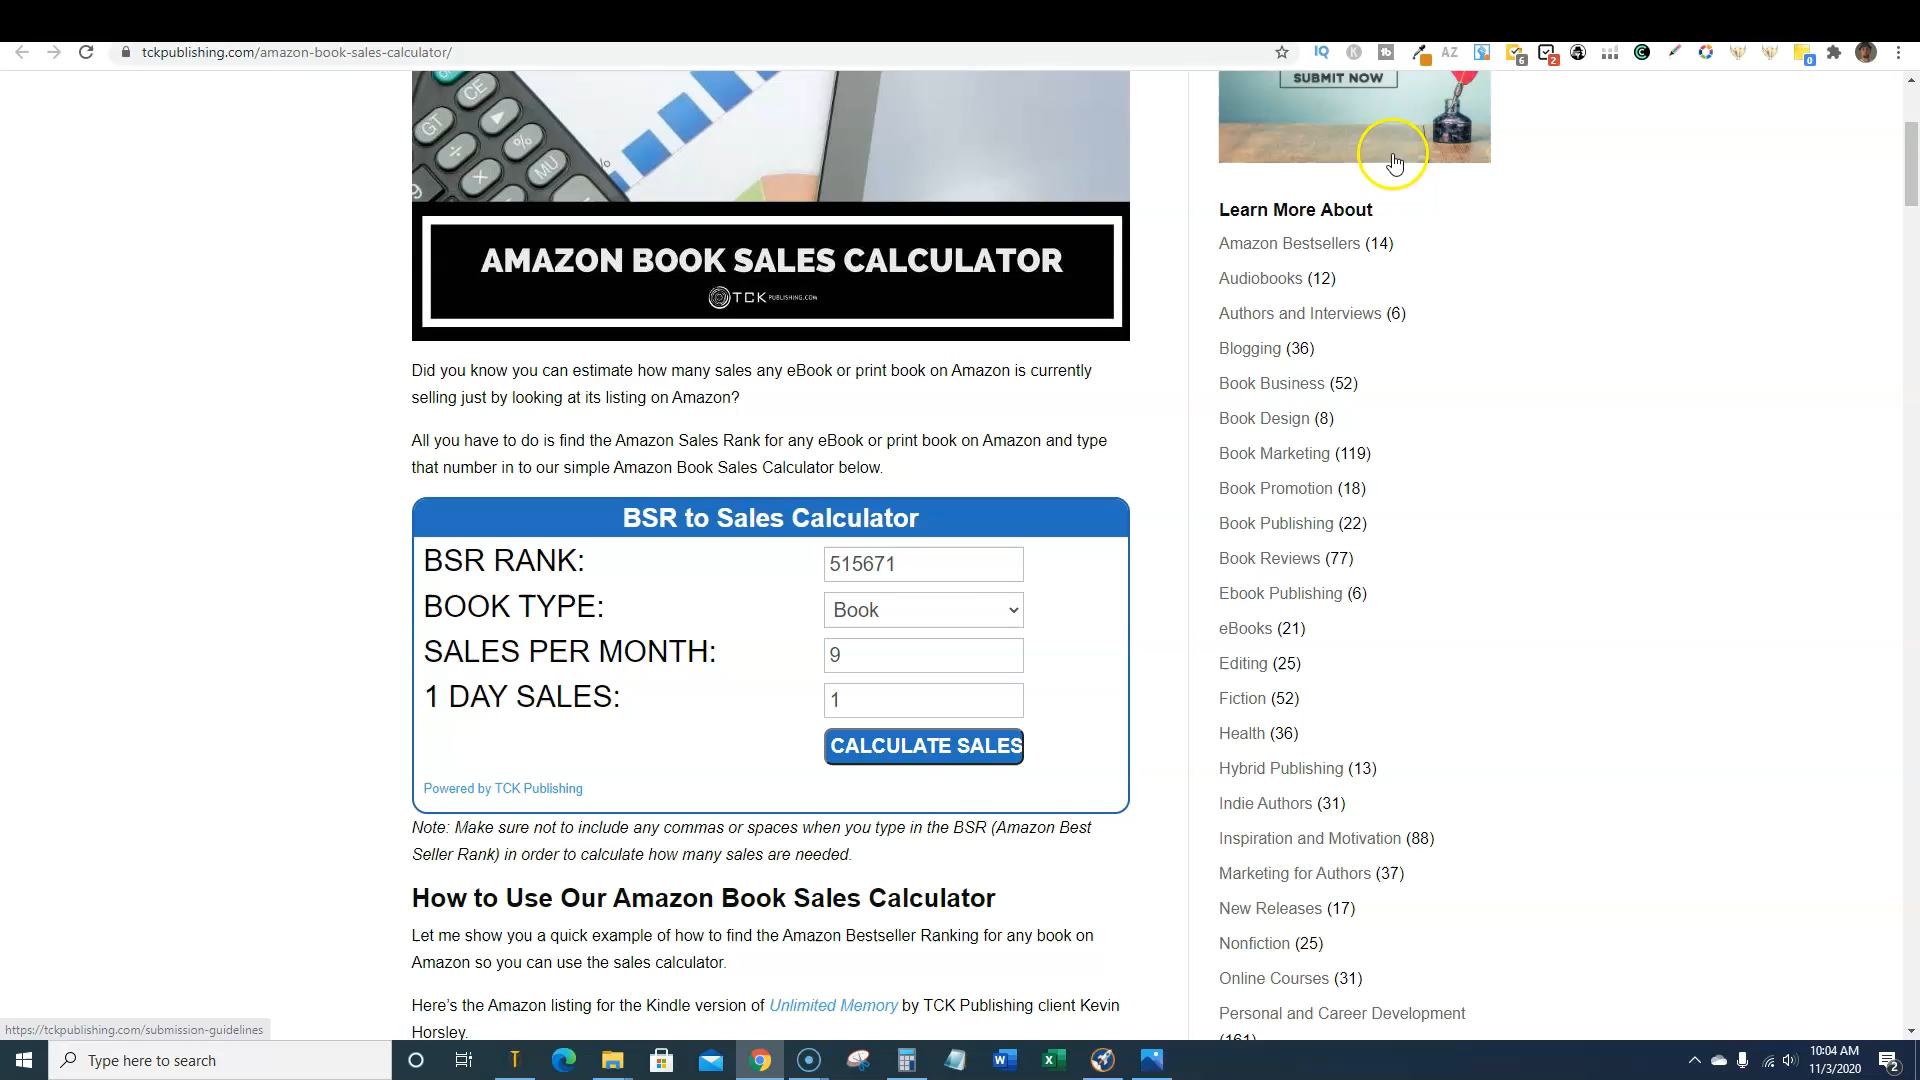 tckpublishing.com/amazon-book-sales-calculator/
AZ
6
2
0
CE
GT
%
MU
9
SUBMIT NOW
AMAZON BOOK SALES CALCULATOR
TCK PUBLISHING.COM
Did you know you can estimate how many sales any eBook or print book on Amazon is currently
selling just by looking at its listing on Amazon?
All you have to do is find the Amazon Sales Rank for any eBook or print book on Amazon and type
that number in to our simple Amazon Book Sales Calculator below.
BSR to Sales Calculator
BSR RANK: 515671
BOOK TYPE: Book
SALES PER MONTH: 9
1 DAY SALES: 1
CALCULATE SALES
Powered by TCK Publishing
Note: Make sure not to include any commas or spaces when you type in the BSR (Amazon Best
Seller Rank) in order to calculate how many sales are needed.
How to Use Our Amazon Book Sales Calculator
Let me show you a quick example of how to find the Amazon Bestseller Ranking for any book on
Amazon so you can use the sales calculator.
Here's the Amazon listing for the Kindle version of Unlimited Memory by TCK Publishing client Kevin
Horsley.
Learn More About
Amazon Bestsellers (14)
Audiobooks (12)
Authors and Interviews (6)
Blogging (36)
Book Business (52)
Book Design (8)
Book Marketing (119)
Book Promotion (18)
Book Publishing (22)
Book Reviews (77)
Ebook Publishing (6)
eBooks (21)
Editing (25)
Fiction (52)
Health (36)
Hybrid Publishing (13)
Indie Authors (31)
Inspiration and Motivation (88)
Marketing for Authors (37)
New Releases (17)
Nonfiction (25)
Online Courses (31)
Personal and Career Development
(161)
https://tckpublishing.com/submission-guidelines
Type here to search
10:04 AM
11/3/2020
2